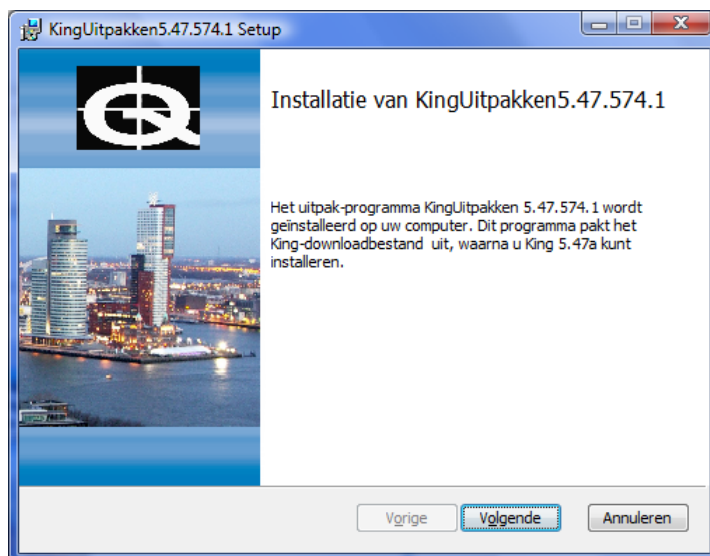 KingUitpakken5.47.574.1 Setup
Installatie van KingUitpakken5.47.574.1
Het uitpak-programma KingUitpakken 5.47.574.1 wordt
geïnstalleerd op uw computer. Dit programma pakt het
King-downloadbestand uit, waarna u King 5.47a kunt
installeren.
Vorige
Volgende
Annuleren